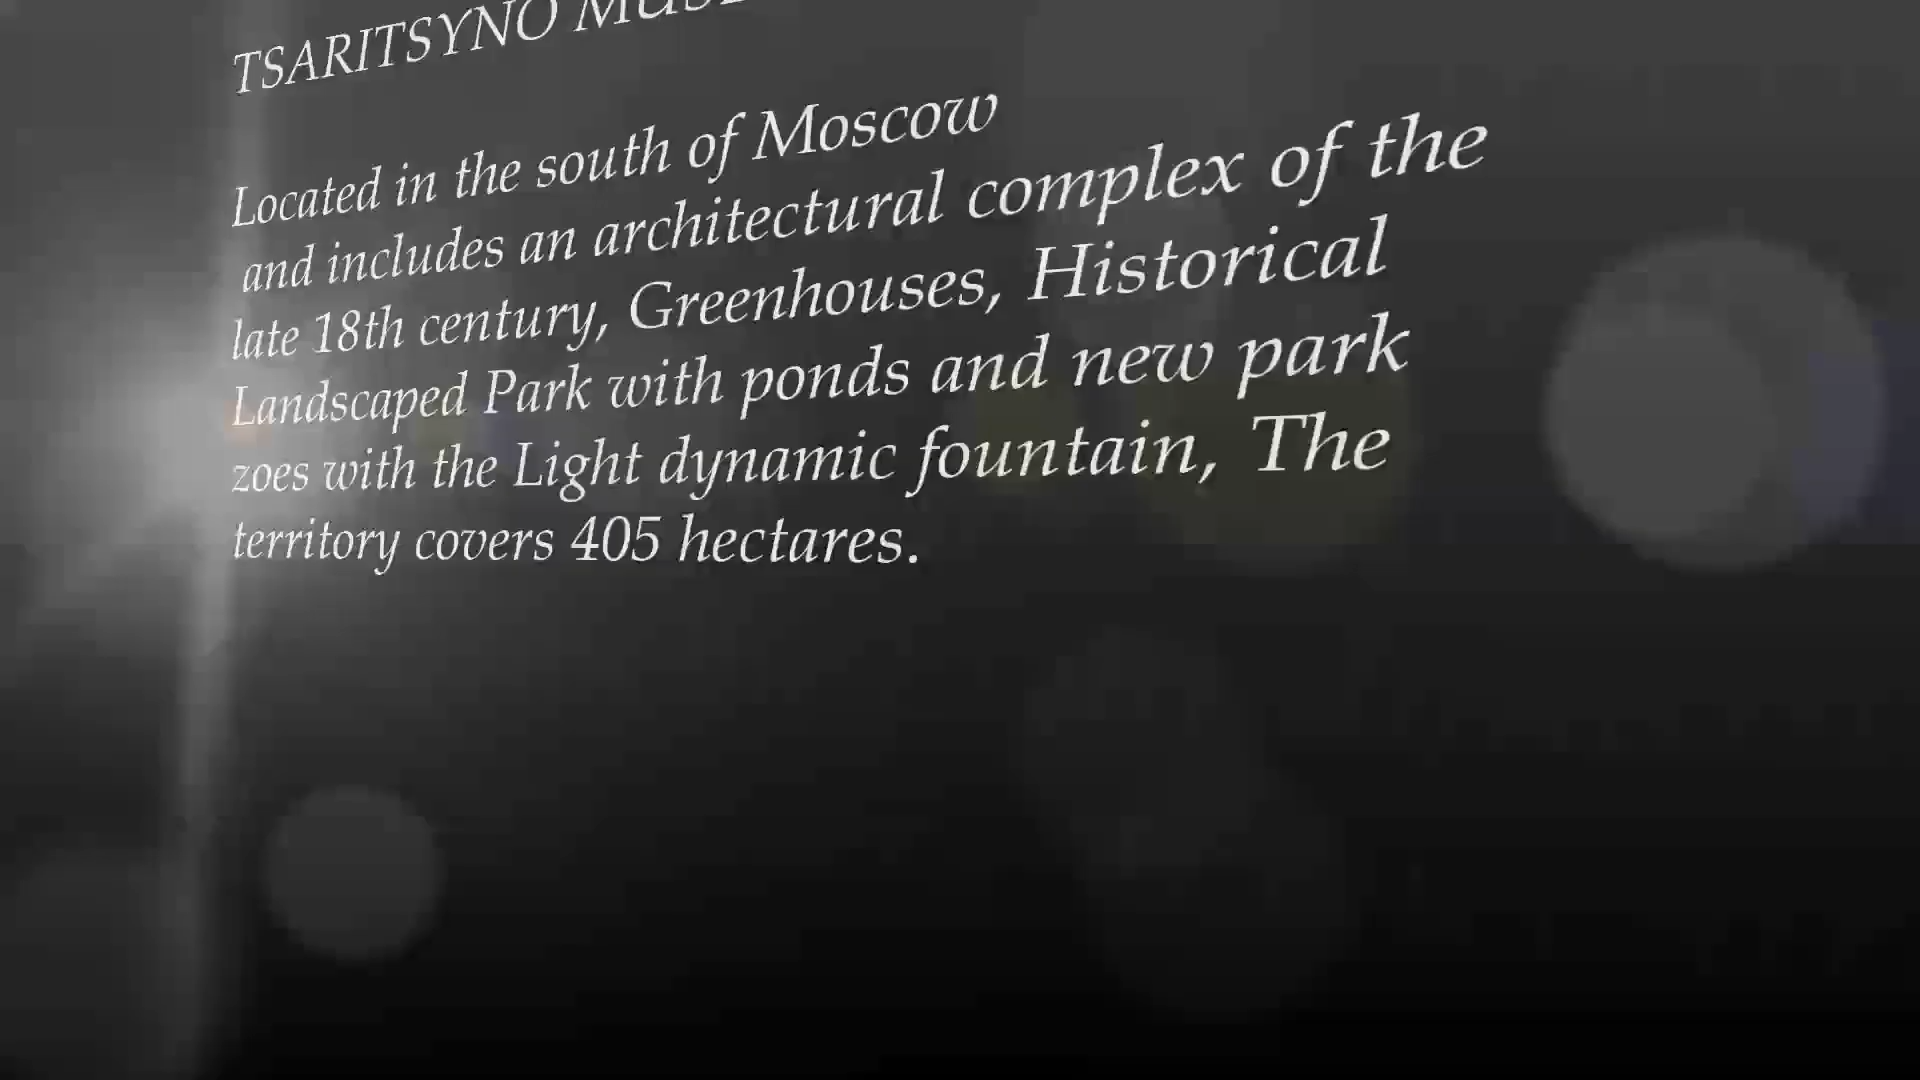 TSARITSYNO
Located in the south of Moscow
and includes an architectural complex of the
late 18th century, Greenhouses, Historical
Landscaped Park with ponds and new park
zoes with the Light dynamic fountain, The
territory covers 405 hectares.